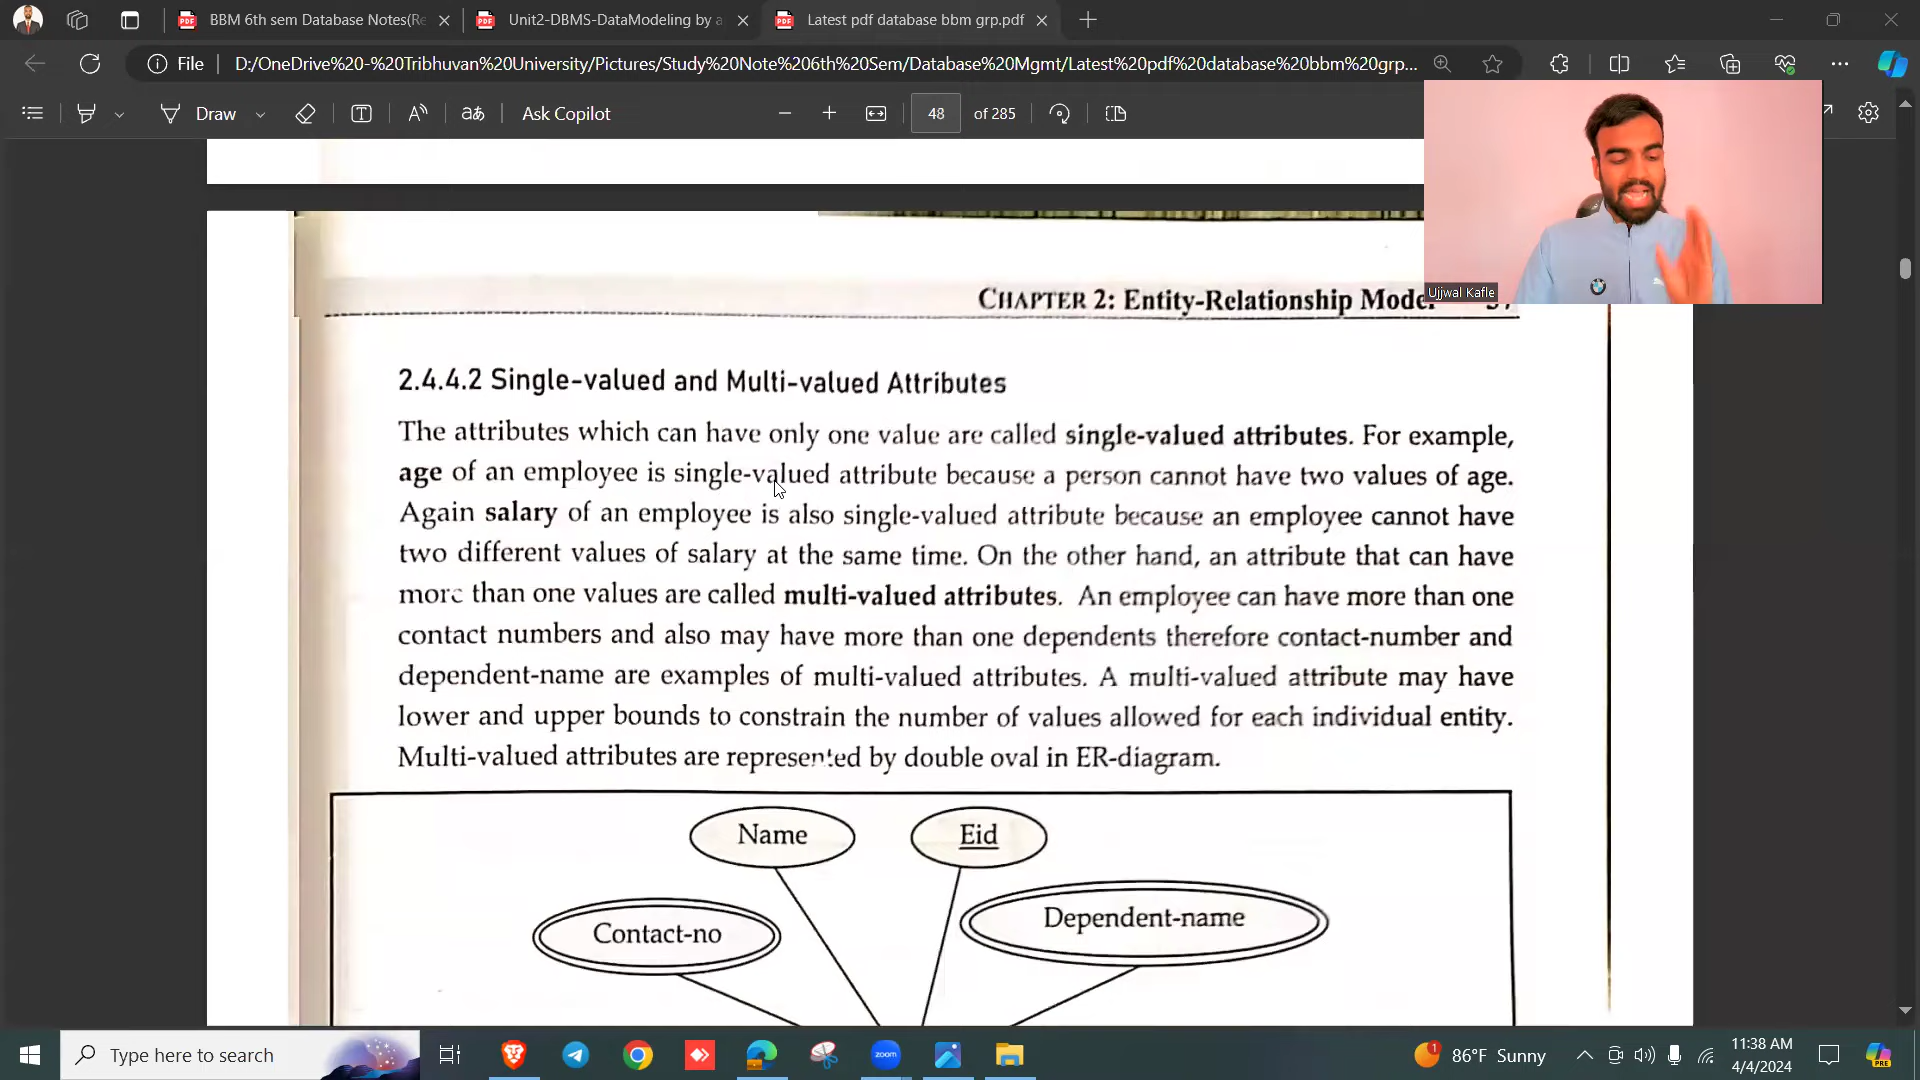 BBM 6th sem Database Notes(Re
Unit2-DBMS-DataModeling by a
Latest pdf database bbm grp.pdf
File
D:/OneDrive%20-%20Tribhuvan%20University/Pictures/Study%20Note%206th%20Sem/Database%20Mgmt/Latest%20pdf%20database%20bbm%20grp...
Draw
Ask Copilot
48
of 285
Ujjwal Kafle
CHAPTER 2: Entity-Relationship Model
2.4.4.2 Single-valued and Multi-valued Attributes
The attributes which can have only one value are called single-valued attributes. For example,
age of an employee is single-valued attribute because a person cannot have two values of age.
Again salary of an employee is also single-valued attribute because an employee cannot have
two different values of salary at the same time. On the other hand, an attribute that can have
more than one values are called multi-valued attributes. An employee can have more than one
contact numbers and also may have more than one dependents therefore contact-number and
dependent-name are examples of multi-valued attributes. A multi-valued attribute may have
lower and upper bounds to constrain the number of values allowed for each individual entity.
Multi-valued attributes are represented by double oval in ER-diagram.
Name
Eid
Contact-no
Dependent-name
Type here to search
zoom
1
86°F Sunny
11:38 AM
4/4/2024
PRE